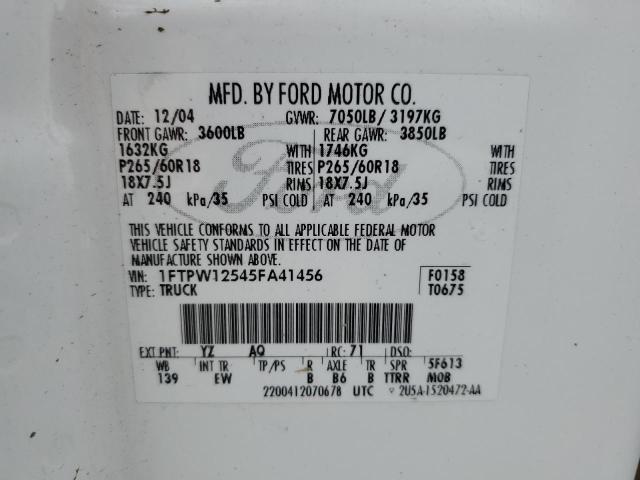 MFD. BY FORD MOTOR CO.
DATE: 12/04 GVWR: 7050LB/ 3197KG
FRONT GAWR: 3600LB REAR GAWR: 3850LB
1632KG WITH 1746KG WITH
P265/60R18 TIRES P265/60R18 TIRES
18X7.5J RIMS 18X7.5J RIMS
AT 240 kPa/35 PSI COLD AT 240 kPa/35 PSI COLD
Ford
THIS VEHICLE CONFORMS TO ALL APPLICABLE FEDERAL MOTOR
VEHICLE SAFETY STANDARDS IN EFFECT ON THE DATE OF
MANUFACTURE SHOWN ABOVE.
VIN: 1FTPW12545FA41456 F0158
TYPE: TRUCK T0675
EXT PNT: YZ AQ RC: 71 DSO:
WB INT TR TP/PS R AXLE TR SPR 5F613
139 EW B B6 B TTRR MOB
2200412070678 UTC 2U5A-1520472-AA